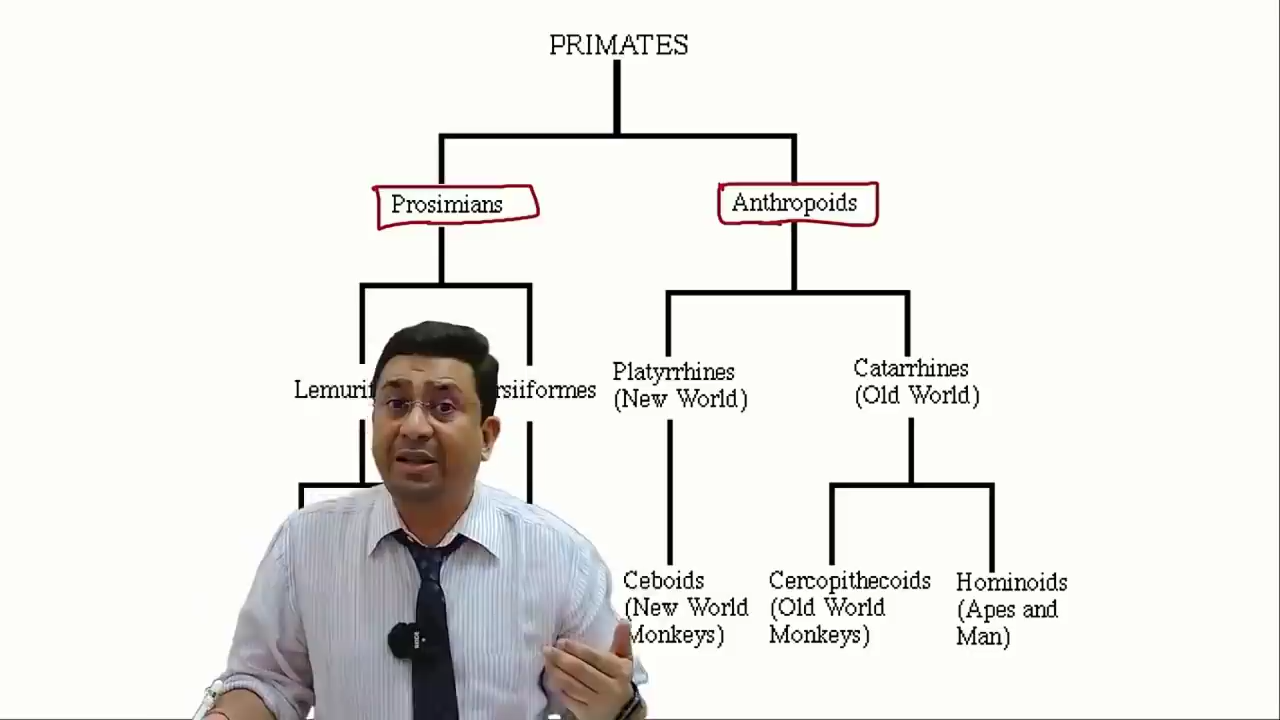 PRIMATES
Prosimians
Anthropoids
Platyrrhines
(New World)
Catarrhines
(Old World)
Ceboids
(New World
Monkeys)
Cercopithecoids
(Old World
Monkeys)
Hominoids
(Apes and
Man)